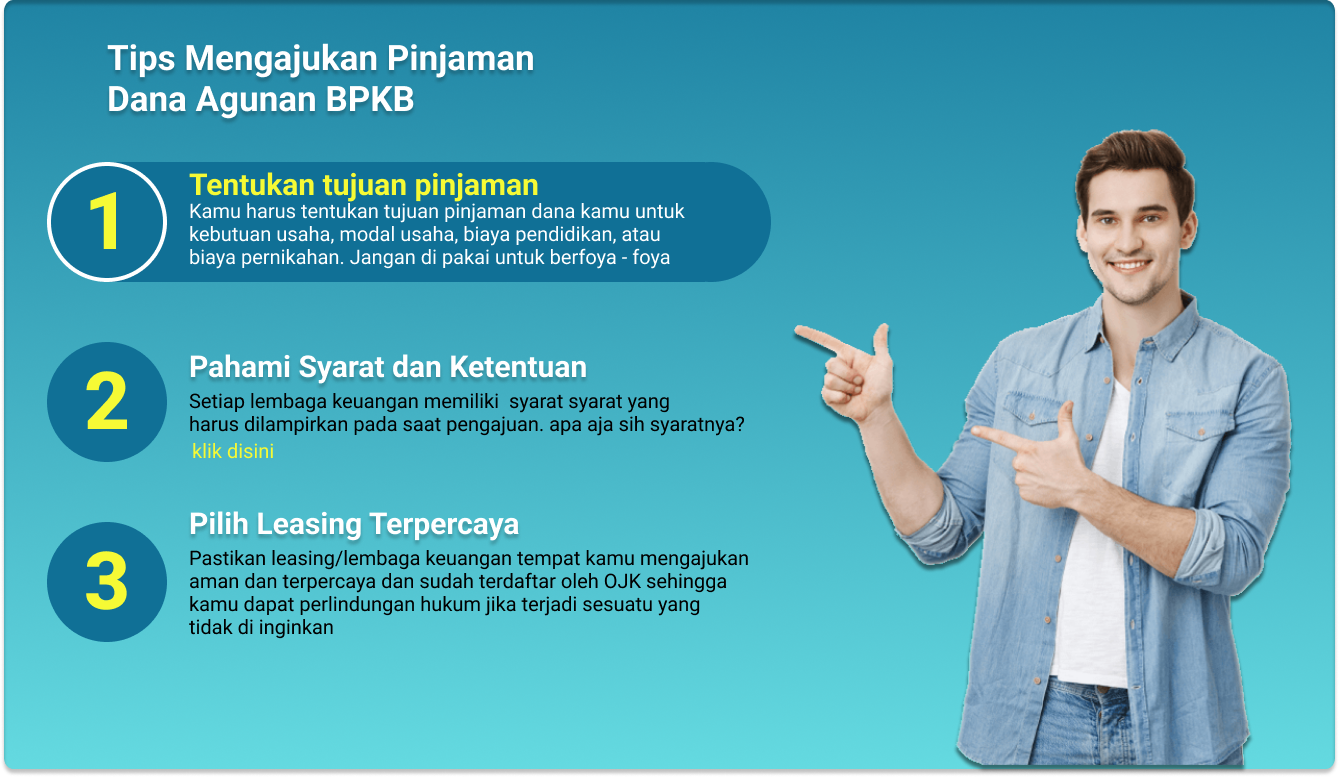 Tips Mengajukan Pinjaman
Dana Agunan BPKB
1
Tentukan tujuan pinjaman
Kamu harus tentukan tujuan pinjaman dana kamu untuk
kebutuan usaha, modal usaha, biaya pendidikan, atau
biaya pernikahan. Jangan di pakai untuk berfoya - foya
2
Pahami Syarat dan Ketentuan
Setiap lembaga keuangan memiliki  syarat syarat yang
harus dilampirkan pada saat pengajuan. apa aja sih syaratnya?
klik disini
3
Pilih Leasing Terpercaya
Pastikan leasing/lembaga keuangan tempat kamu mengajukan
aman dan terpercaya dan sudah terdaftar oleh OJK sehingga
kamu dapat perlindungan hukum jika terjadi sesuatu yang
tidak di inginkan